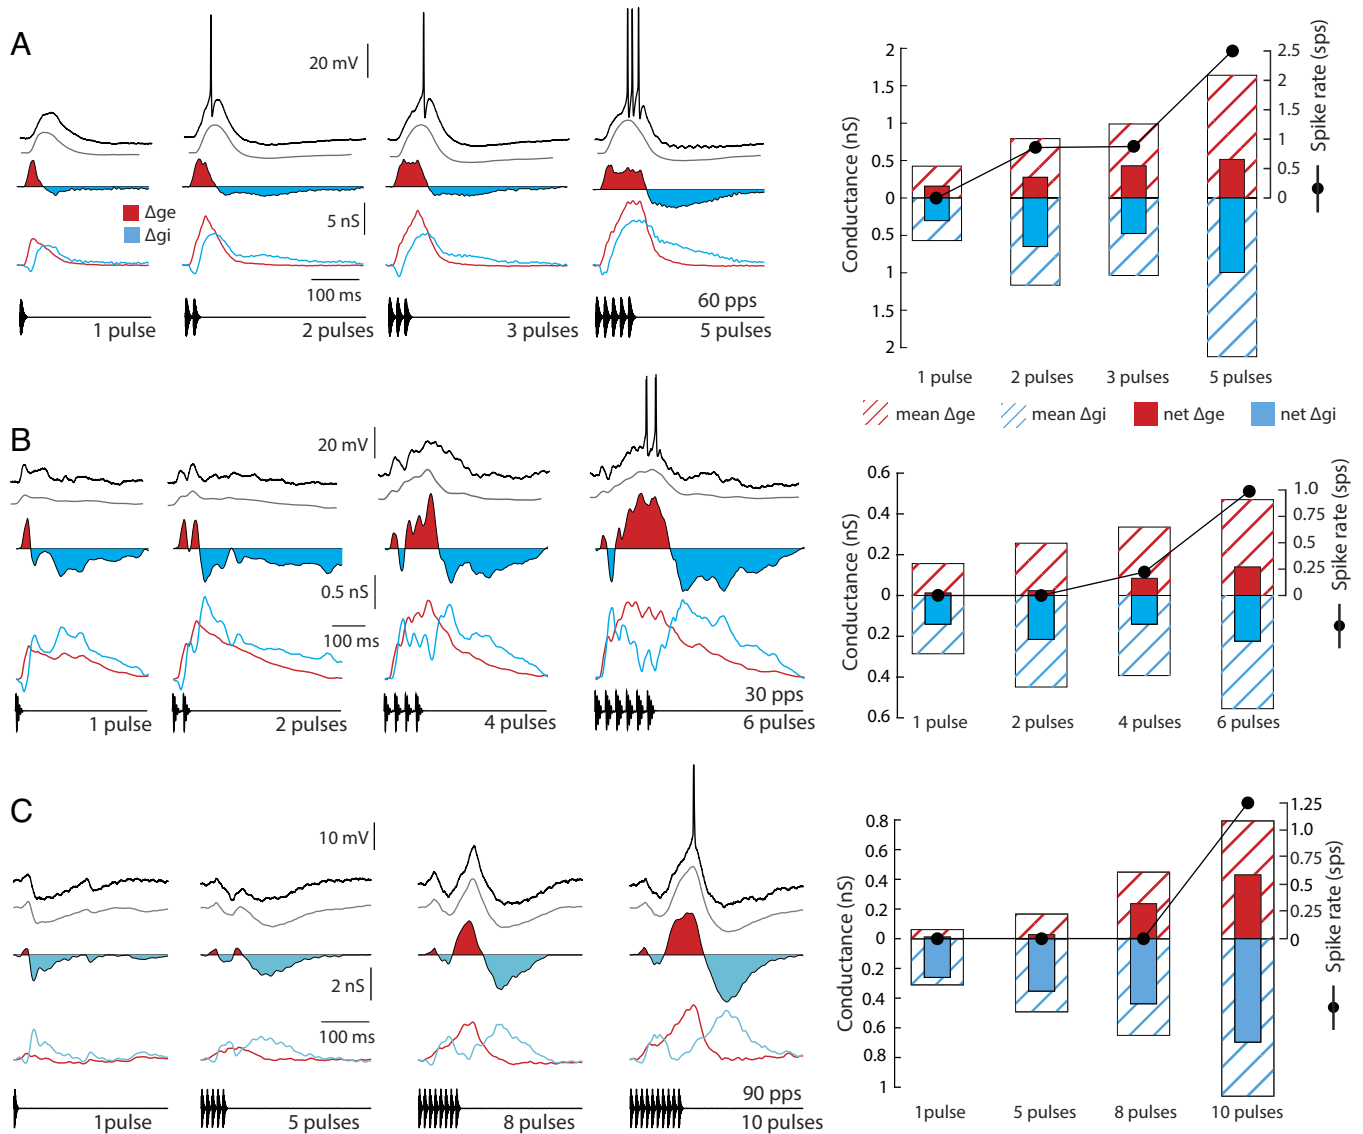 A
20 mV
Δge
Δgi
5 nS
100 ms
60 pps
1 pulse
2 pulses
3 pulses
5 pulses
2
1.5
1
0.5
0
0.5
1
1.5
2
Conductance (nS)
2.5
2
1.5
1
0.5
0
Spike rate (sps)
1 pulse
2 pulses
3 pulses
5 pulses
mean Δge
mean Δgi
net Δge
net Δgi
B
20 mV
0.5 nS
100 ms
30 pps
1 pulse
2 pulses
4 pulses
6 pulses
0.6
0.4
0.2
0
0.2
0.4
0.6
Conductance (nS)
1.0
0.75
0.5
0.25
0
Spike rate (sps)
1 pulse
2 pulses
4 pulses
6 pulses
C
10 mV
2 nS
100 ms
90 pps
1pulse
5 pulses
8 pulses
10 pulses
0.8
0.6
0.4
0.2
0
0.2
0.4
0.6
0.8
1
Conductance (nS)
1.25
1.0
0.75
0.5
0.25
0
Spike rate (sps)
1pulse
5 pulses
8 pulses
10 pulses